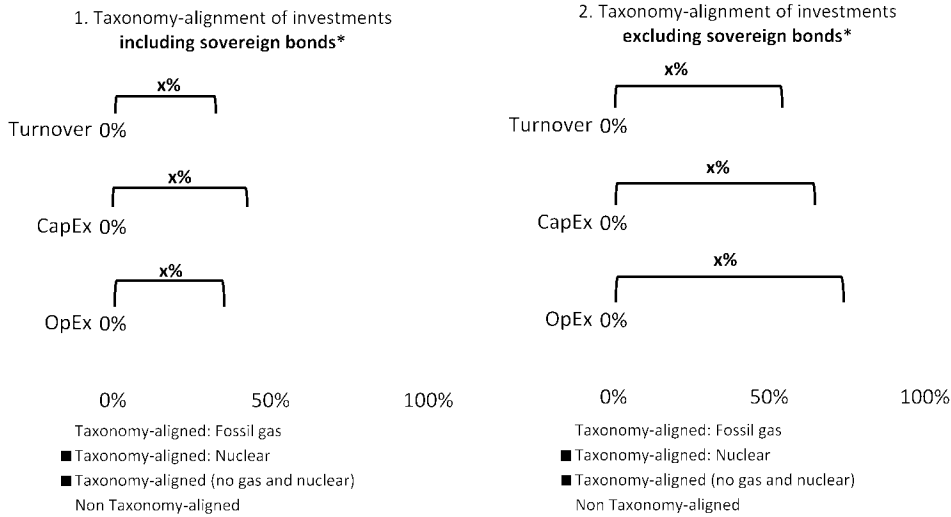 1. Taxonomy-alignment of investments
including sovereign bonds*
x%
Turnover 0%
x%
CapEx 0%
x%
OpEx 0%
0% 50% 100%
Taxonomy-aligned: Fossil gas
Taxonomy-aligned: Nuclear
Taxonomy-aligned (no gas and nuclear)
Non Taxonomy-aligned
2. Taxonomy-alignment of investments
excluding sovereign bonds*
x%
Turnover 0%
x%
CapEx 0%
x%
OpEx 0%
0% 50% 100%
Taxonomy-aligned: Fossil gas
Taxonomy-aligned: Nuclear
Taxonomy-aligned (no gas and nuclear)
Non Taxonomy-aligned